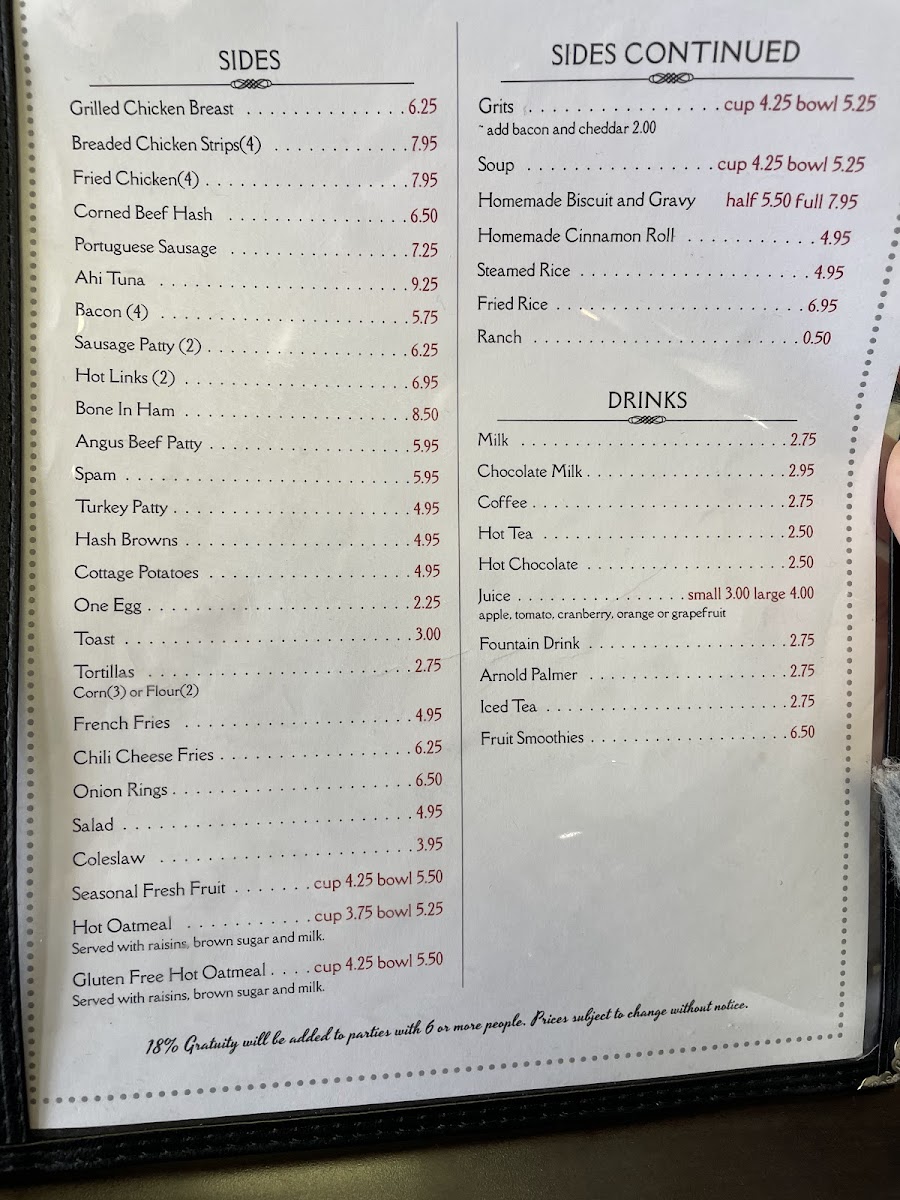 SIDES
Grilled Chicken Breast . . . . . . . . . . . . . . . . 6.25
Breaded Chicken Strips(4) . . . . . . . . . . . . . 7.95
Fried Chicken(4) . . . . . . . . . . . . . . . . . . . . 7.95
Corned Beef Hash . . . . . . . . . . . . . . . . . . 6.50
Portuguese Sausage . . . . . . . . . . . . . . . . . . 7.25
Ahi Tuna . . . . . . . . . . . . . . . . . . . . . . . . 9.25
Bacon (4) . . . . . . . . . . . . . . . . . . . . . . . . 5.75
Sausage Patty (2) . . . . . . . . . . . . . . . . . . . . 6.25
Hot Links (2) . . . . . . . . . . . . . . . . . . . . . . 6.95
Bone In Ham . . . . . . . . . . . . . . . . . . . . . . 8.50
Angus Beef Patty . . . . . . . . . . . . . . . . . . . . 5.95
Spam . . . . . . . . . . . . . . . . . . . . . . . . . . . 5.95
Turkey Patty . . . . . . . . . . . . . . . . . . . . . . . 4.95
Hash Browns . . . . . . . . . . . . . . . . . . . . . . 4.95
Cottage Potatoes . . . . . . . . . . . . . . . . . . . . 4.95
One Egg . . . . . . . . . . . . . . . . . . . . . . . . . 2.25
Toast . . . . . . . . . . . . . . . . . . . . . . . . . . . 3.00
Tortillas . . . . . . . . . . . . . . . . . . . . . . . . . 2.75
Corn(3) or Flour(2)
French Fries . . . . . . . . . . . . . . . . . . . . . . 4.95
Chili Cheese Fries . . . . . . . . . . . . . . . . . . . 6.25
Onion Rings . . . . . . . . . . . . . . . . . . . . . . . 6.50
Salad . . . . . . . . . . . . . . . . . . . . . . . . . . . 4.95
Coleslaw . . . . . . . . . . . . . . . . . . . . . . . . 3.95
Seasonal Fresh Fruit . . . . . . . cup 4.25 bowl 5.50
Hot Oatmeal . . . . . . . . . . . cup 3.75 bowl 5.25
Served with raisins, brown sugar and milk.
Gluten Free Hot Oatmeal . . . . cup 4.25 bowl 5.50
Served with raisins, brown sugar and milk.
SIDES CONTINUED
Grits . . . . . . . . . . . . . . . . . cup 4.25 bowl 5.25
~ add bacon and cheddar 2.00
Soup . . . . . . . . . . . . . . . . . cup 4.25 bowl 5.25
Homemade Biscuit and Gravy half 5.50 full 7.95
Homemade Cinnamon Roll . . . . . . . . . . . 4.95
Steamed Rice . . . . . . . . . . . . . . . . . . . . 4.95
Fried Rice . . . . . . . . . . . . . . . . . . . . . . 6.95
Ranch . . . . . . . . . . . . . . . . . . . . . . . . 0.50
DRINKS
Milk . . . . . . . . . . . . . . . . . . . . . . . . . 2.75
Chocolate Milk . . . . . . . . . . . . . . . . . . . 2.95
Coffee . . . . . . . . . . . . . . . . . . . . . . . . 2.75
Hot Tea . . . . . . . . . . . . . . . . . . . . . . . 2.50
Hot Chocolate . . . . . . . . . . . . . . . . . . 2.50
Juice . . . . . . . . . . . . . . . . small 3.00 large 4.00
apple, tomato, cranberry, orange or grapefruit
Fountain Drink . . . . . . . . . . . . . . . . . . 2.75
Arnold Palmer . . . . . . . . . . . . . . . . . . 2.75
Iced Tea . . . . . . . . . . . . . . . . . . . . . . 2.75
Fruit Smoothies . . . . . . . . . . . . . . . . . . 6.50
18% Gratuity will be added to parties with 6 or more people. Prices subject to change without notice.